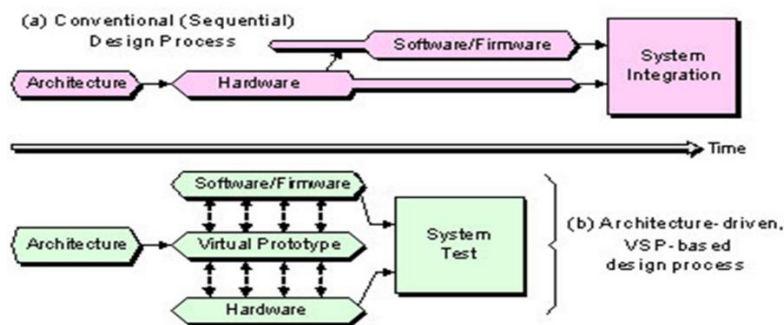 (a) Conventional (Sequential)
Design Process
Software/Firmware
System
Integration
Architecture
Hardware
Time
Software/Firmware
Architecture
Virtual Prototype
System
Test
(b) Architecture-driven,
VSP-based
design process
Hardware